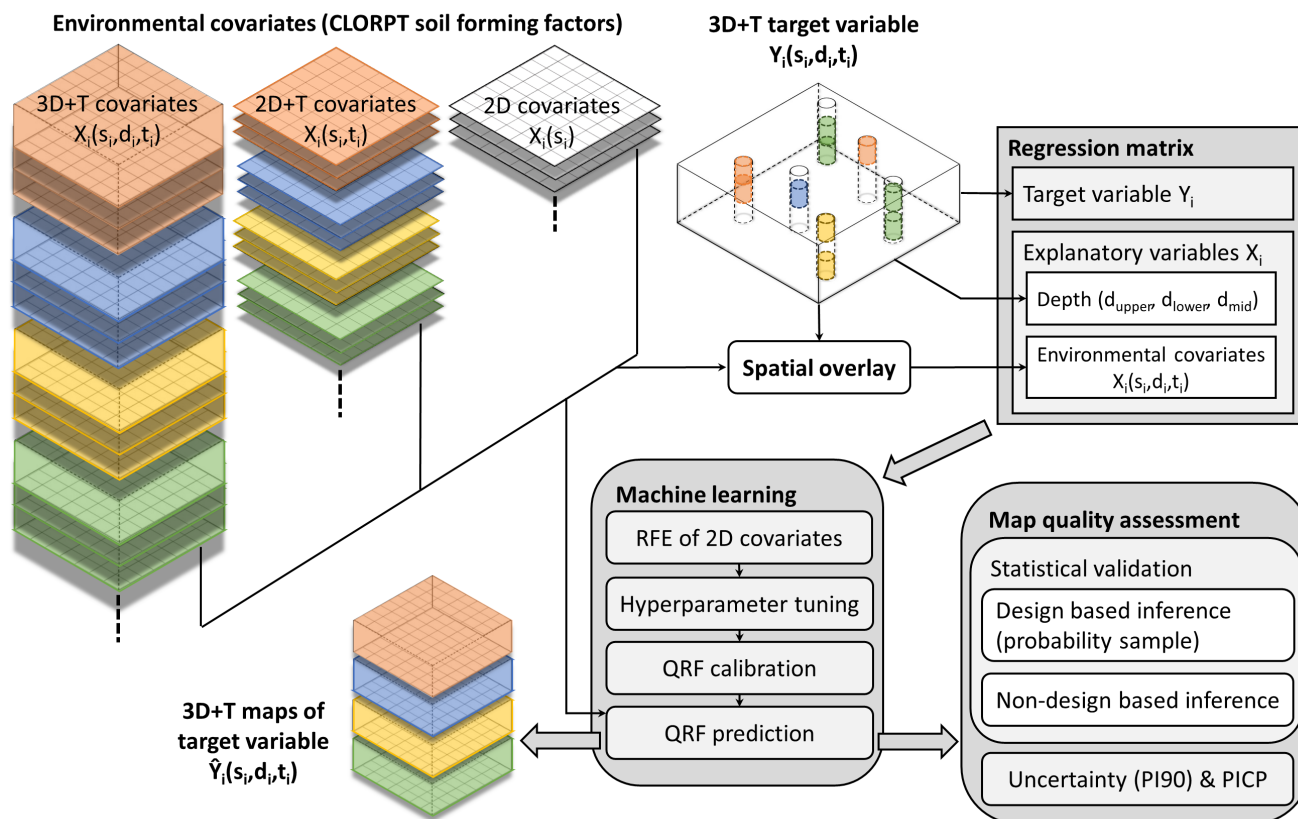 Environmental covariates (CLORPT soil forming factors)
3D+T covariates
Xi(si,di,ti)
2D+T covariates
Xi(si,ti)
2D covariates
Xi(si)
3D+T target variable
Yi(si,di,ti)
Regression matrix
Target variable Yi
Explanatory variables Xi
Depth (dupper, dlower, dmid)
Environmental covariates
Xi(si,di,ti)
Spatial overlay
Machine learning
RFE of 2D covariates
Hyperparameter tuning
QRF calibration
QRF prediction
Map quality assessment
Statistical validation
Design based inference
(probability sample)
Non-design based inference
Uncertainty (PI90) & PICP
3D+T maps of
target variable
Ŷi(si,di,ti)